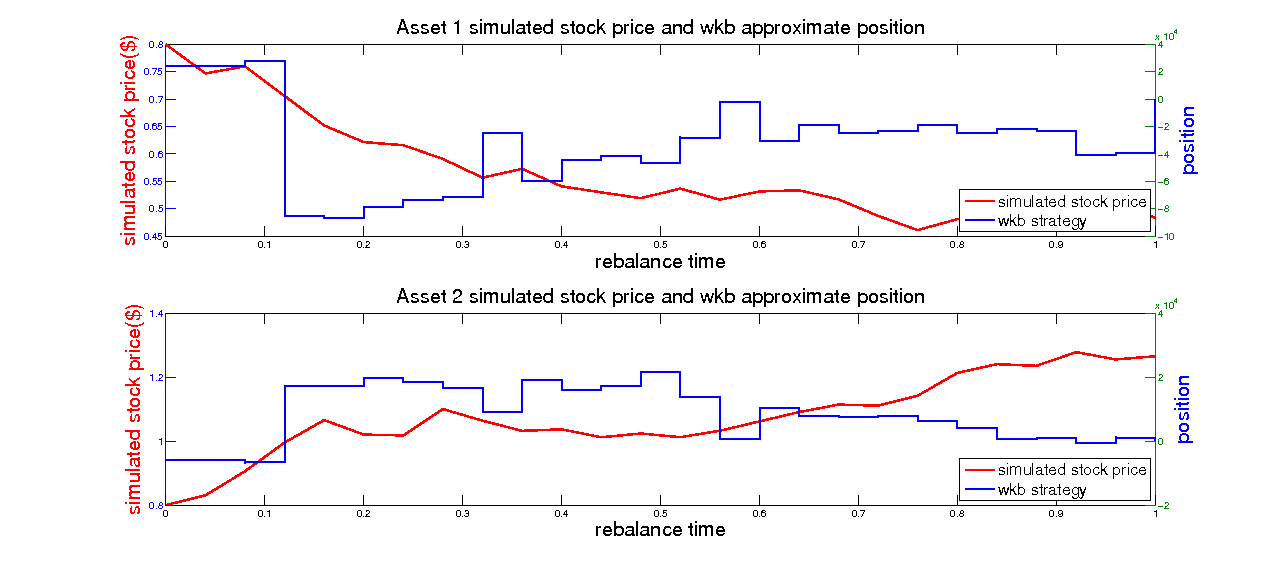 Asset 1 simulated stock price and wkb approximate position
x 10^4
simulated stock price($)
0.8
0.75
0.7
0.65
0.6
0.55
0.5
0.45
4
2
0
-2
-4
-6
-8
-10
position
simulated stock price
wkb strategy
0 0.1 0.2 0.3 0.4 0.5 0.6 0.7 0.8 0.9 1
rebalance time
Asset 2 simulated stock price and wkb approximate position
x 10^4
simulated stock price($)
1.4
1.2
1
0.8
4
2
0
-2
position
simulated stock price
wkb strategy
0 0.1 0.2 0.3 0.4 0.5 0.6 0.7 0.8 0.9 1
rebalance time